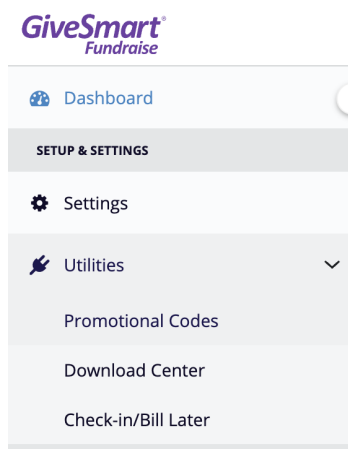 GiveSmart®
Fundraise
Dashboard
SETUP & SETTINGS
Settings
Utilities
Promotional Codes
Download Center
Check-in/Bill Later